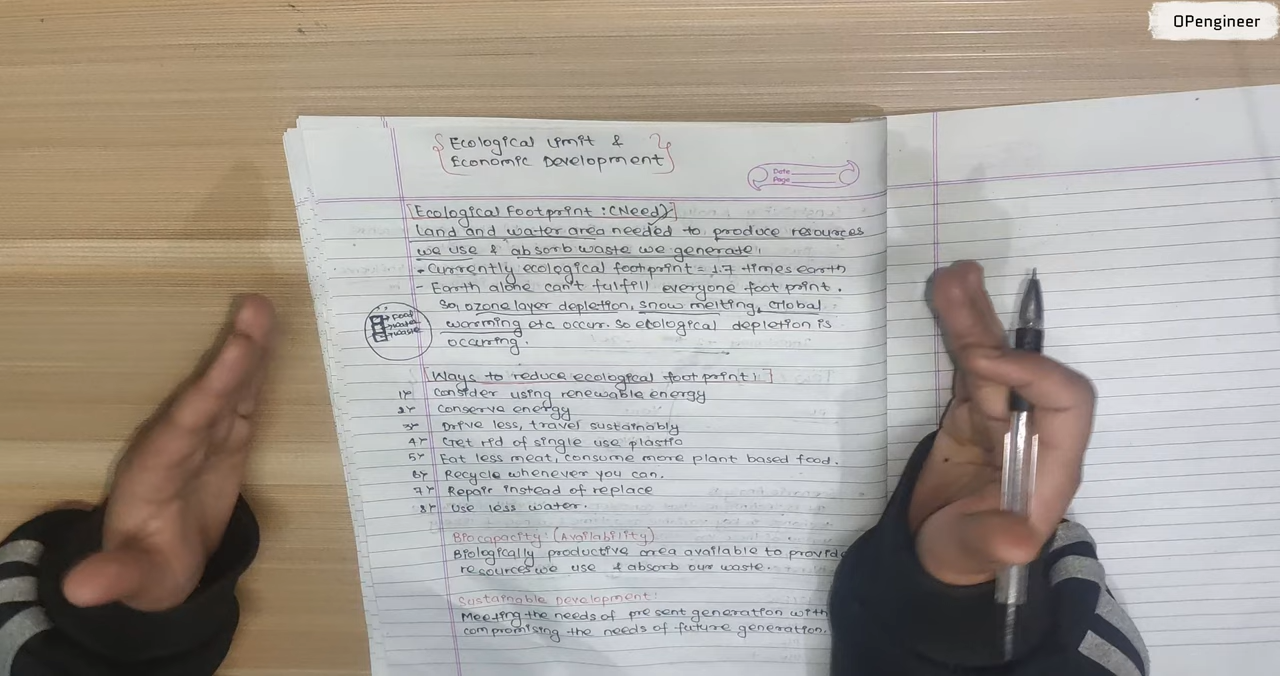 OPengineer
Ecological Limit &
Economic Development
Date
Page
Ecological Footprint : (Need)
Land and water area needed to produce resources
we use & absorb waste we generate.
• Currently ecological footprint = 1.7 times earth
- Earth alone can't fulfill everyone foot print.
So, ozone layer depletion, snow melting, Global
warming etc occur. So ecological depletion is
occuring.
Food
Water
Waste
Ways to reduce ecological foot print:
1) Consider using renewable energy
2) Conserve energy
3) Drive less, travel sustainably
4) Get rid of single use plastic
5) Eat less meat, consume more plant based food.
6) Recycle whenever you can.
7) Repair instead of replace
8) Use less water.
Biocapacity: (Availability)
Biologically productive area available to provide
resources we use & absorb our waste.
Sustainable Development:
Meeting the needs of present generation with
compromising the needs of future generation.